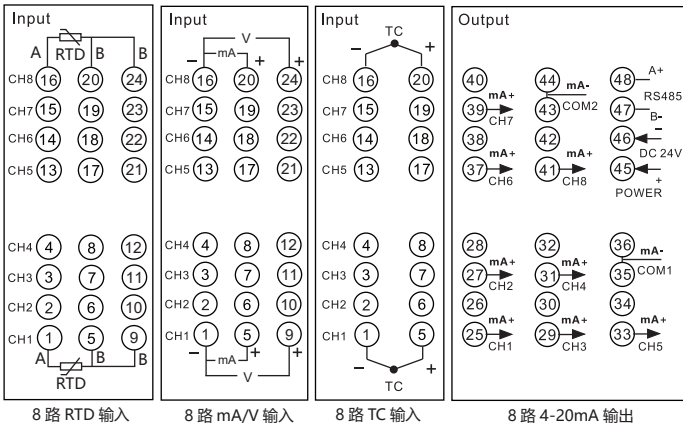 Input
A RTD B B
CH8 16 20 24
CH7 15 19 23
CH6 14 18 22
CH5 13 17 21
CH4 4 8 12
CH3 3 7 11
CH2 2 6 10
CH1 1 5 9
A B B
RTD
8 路 RTD 输入
Input
V
− mA + +
CH8 16 20 24
CH7 15 19 23
CH6 14 18 22
CH5 13 17 21
CH4 4 8 12
CH3 3 7 11
CH2 2 6 10
CH1 1 5 9
− mA + +
V
8 路 mA/V 输入
Input
TC
− +
CH8 16 20
CH7 15 19
CH6 14 18
CH5 13 17
CH4 4 8
CH3 3 7
CH2 2 6
CH1 1 5
− +
TC
8 路 TC 输入
Output
40 44 mA- 48 A+
RS485
39 mA+ CH7 43 COM2 47 B-
38 42 46 −
DC 24V
37 mA+ CH6 41 mA+ CH8 45 +
POWER
28 32 36 mA-
27 mA+ CH2 31 mA+ CH4 35 COM1
26 30 34
25 mA+ CH1 29 mA+ CH3 33 mA+ CH5
8 路 4-20mA 输出